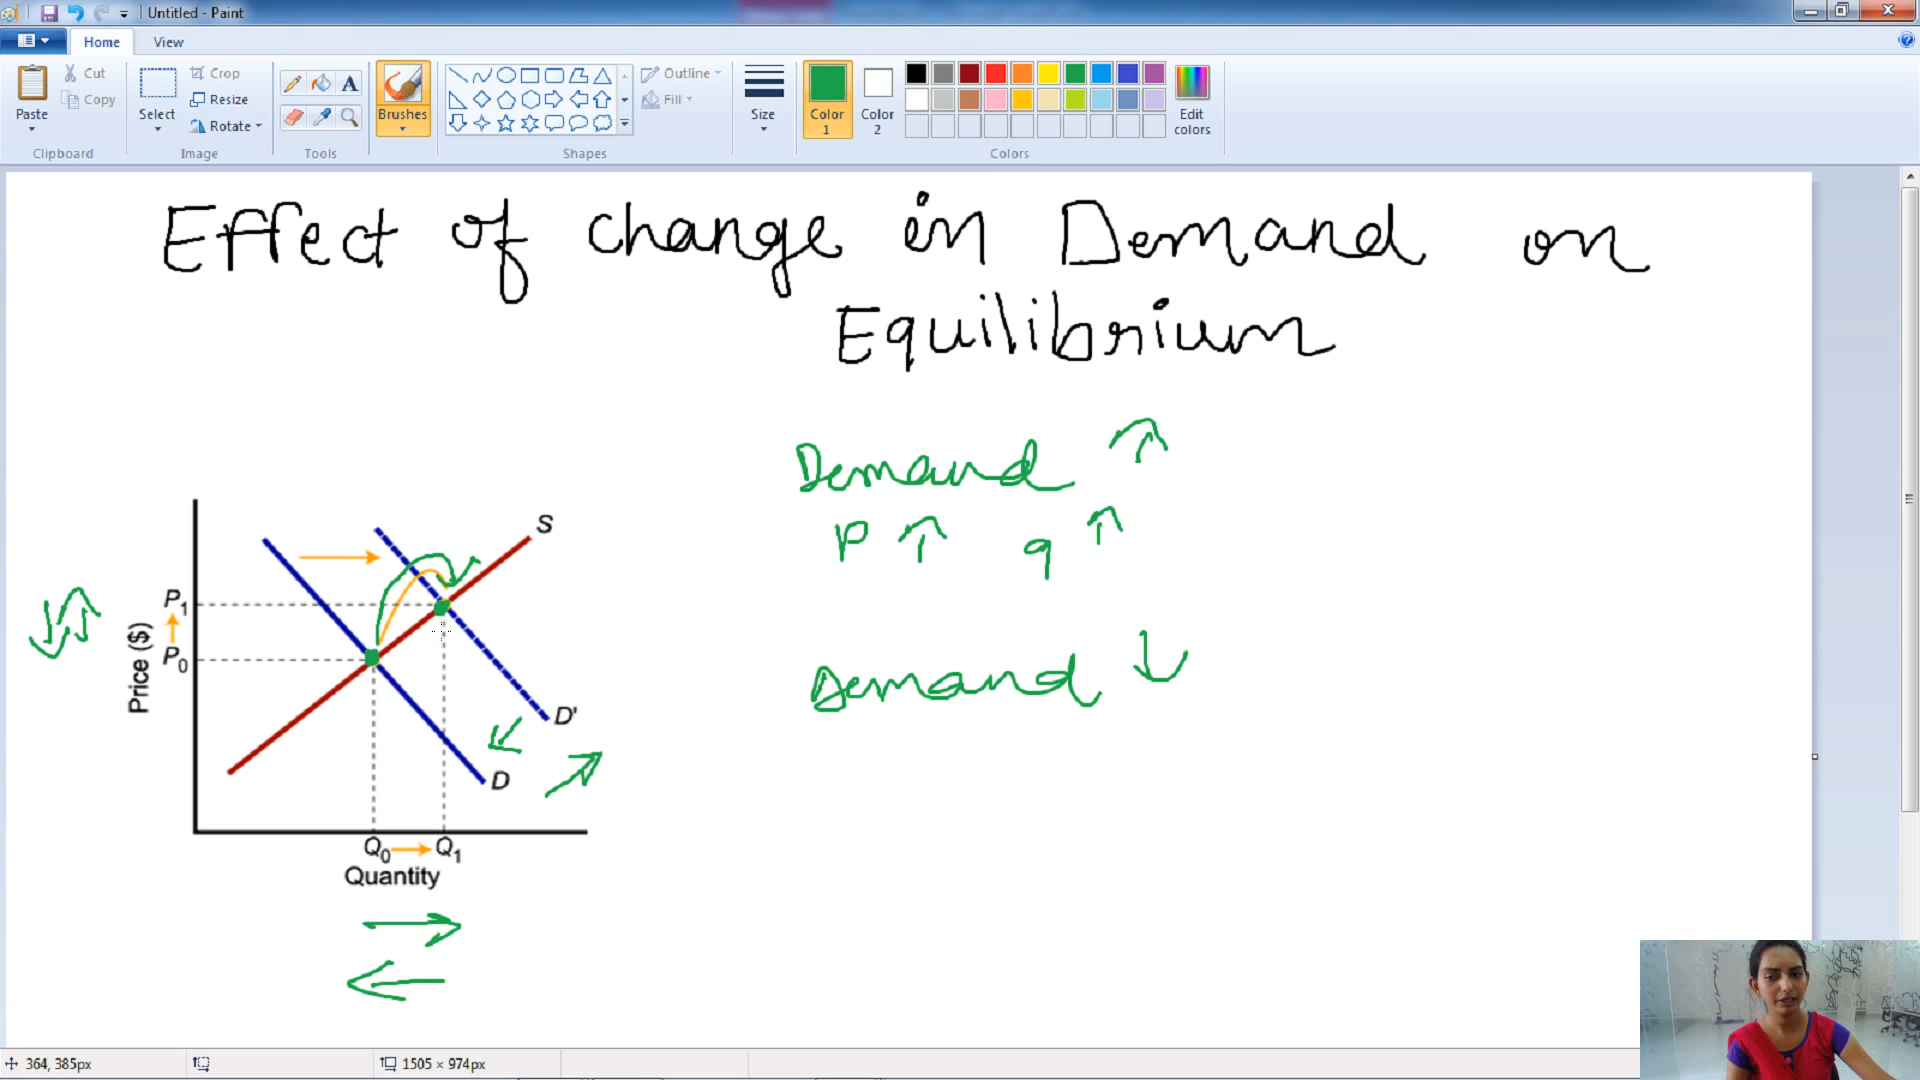 Untitled - Paint
Home View
Paste
Cut
Copy
Clipboard
Select
Crop
Resize
Rotate
Image
Tools
Brushes
Shapes
Outline
Fill
Size
Color 1
Color 2
Edit colors
Colors
Effect of change in Demand on
Equilibrium
Demand ↑
P ↑ q ↑
Demand ↓
S
P1
P0
Price ($)
D'
D
Q0 Q1
Quantity
364, 385px
1505 × 974px